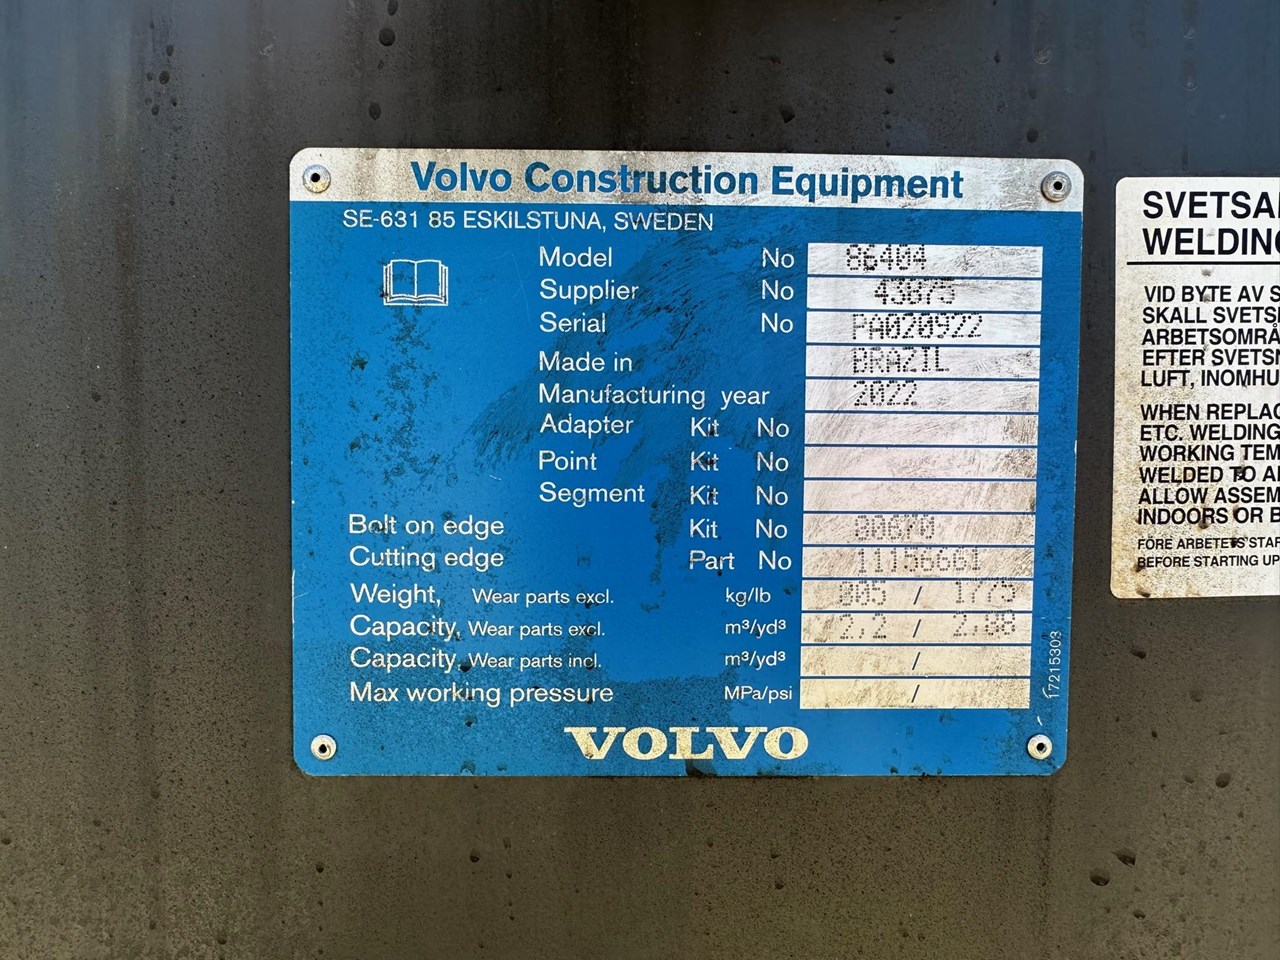 Volvo Construction Equipment
SE-631 85 ESKILSTUNA, SWEDEN
Model No 86404
Supplier No 43875
Serial No PA020922
Made in BRAZIL
Manufacturing year 2022
Adapter Kit No
Point Kit No
Segment Kit No
Bolt on edge Kit No 80670
Cutting edge Part No 11156661
Weight, Wear parts excl. kg/lb 805 / 1775
Capacity, Wear parts excl. m³/yd³ 2,2 / 2,88
Capacity, Wear parts incl. m³/yd³ /
Max working pressure MPa/psi /
17215303
VOLVO
SVETSA
WELDING
VID BYTE AV S
SKALL SVETS
ARBETSOMRÅ
EFTER SVETSN
LUFT, INOMHU
WHEN REPLAC
ETC. WELDING
WORKING TEM
WELDED TO A
ALLOW ASSEM
INDOORS OR B
FÖRE ARBETETS STAR
BEFORE STARTING UP